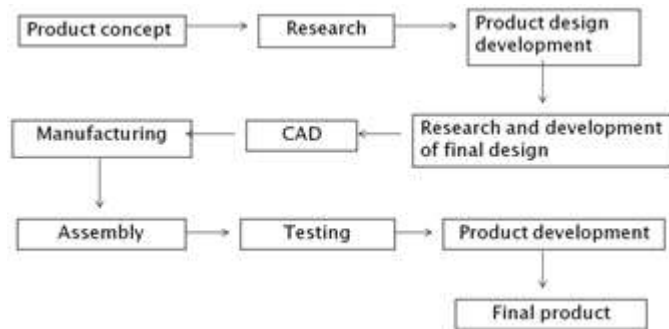 Product concept
Research
Product design
development
Research and development
of final design
CAD
Manufacturing
Assembly
Testing
Product development
Final product